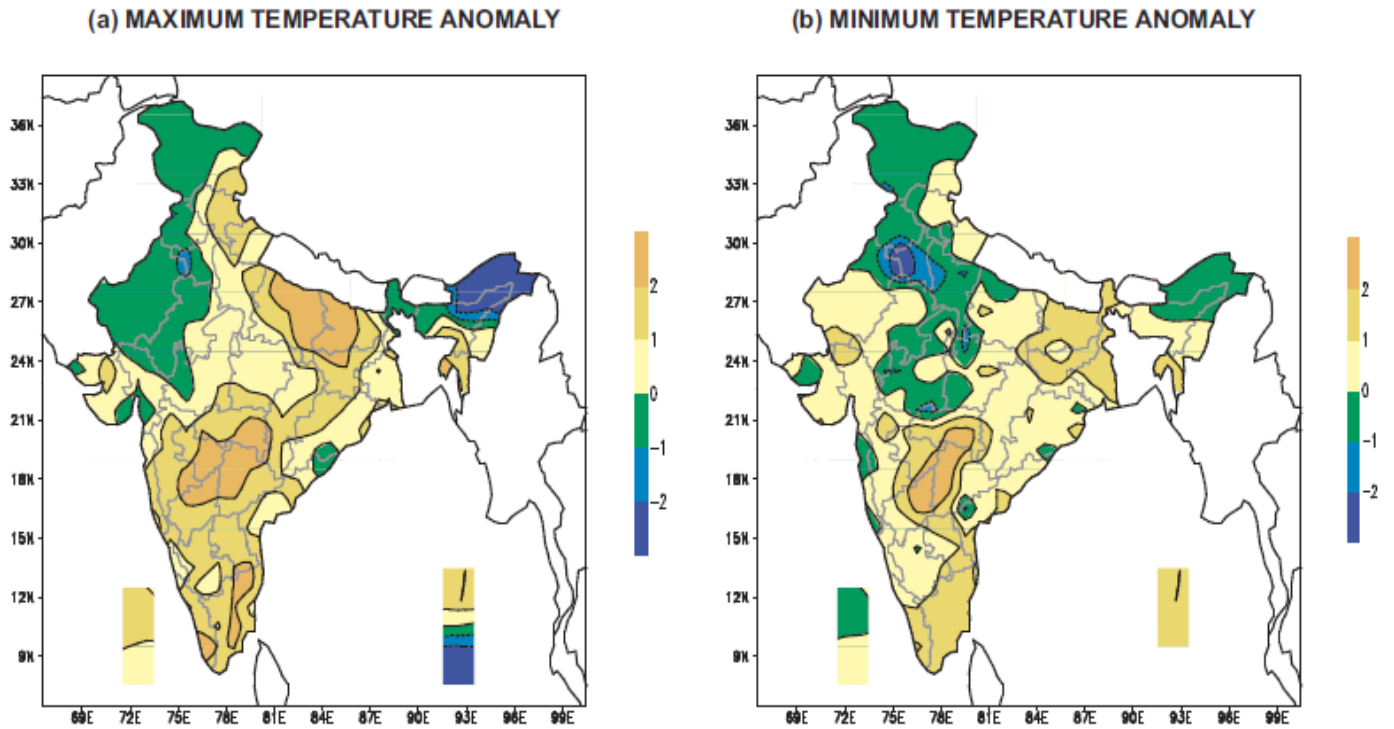 (a) MAXIMUM TEMPERATURE ANOMALY
(b) MINIMUM TEMPERATURE ANOMALY
36N
33N
30N
27N
24N
21N
18N
15N
12N
9N
69E 72E 75E 78E 81E 84E 87E 90E 93E 96E 99E
2
1
0
-1
-2
36N
33N
30N
27N
24N
21N
18N
15N
12N
9N
69E 72E 75E 78E 81E 84E 87E 90E 93E 96E 99E
2
1
0
-1
-2